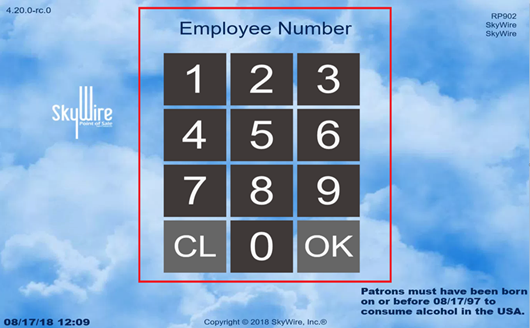 4.20.0-rc.0
RP902
SkyWire
SkyWire
Employee Number
1 2 3
4 5 6
7 8 9
CL 0 OK
SkyWire
Point of Sale
Patrons must have been born
on or before 08/17/97 to
consume alcohol in the USA.
08/17/18 12:09
Copyright © 2018 SkyWire, Inc.®